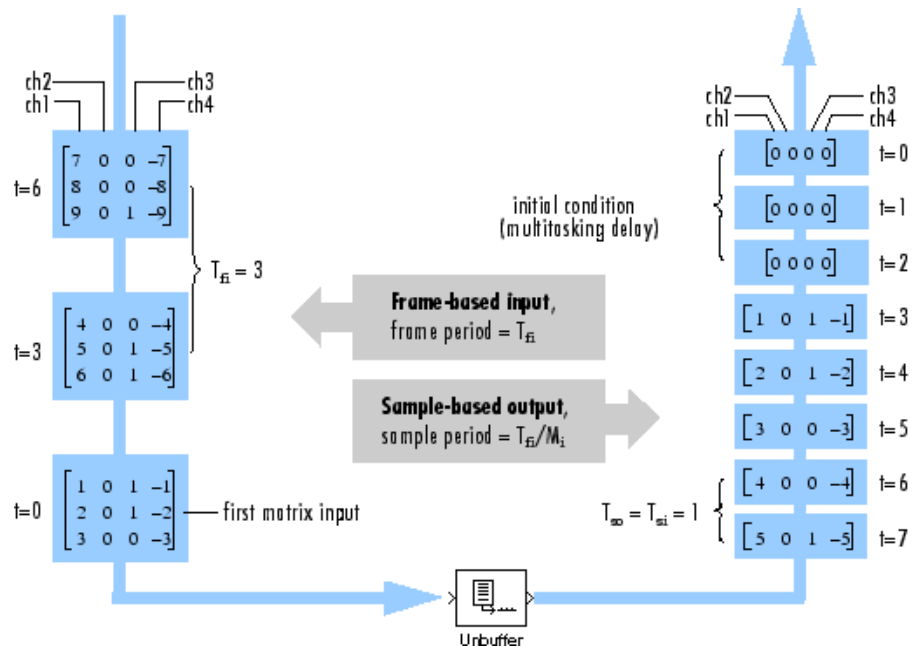 ch2 ch3
ch1 ch4
t=6
7 0 0 −7
8 0 0 −8
9 0 1 −9
T_fi = 3
t=3
4 0 0 −4
5 0 1 −5
6 0 1 −6
t=0
1 0 1 −1
2 0 1 −2
3 0 0 −3
first matrix input
Frame-based input,
frame period = T_fi
Sample-based output,
sample period = T_fi/M_i
Unbuffer
ch2 ch3
ch1 ch4
[0 0 0 0] t=0
initial condition
(multitasking delay)
[0 0 0 0] t=1
[0 0 0 0] t=2
[1 0 1 −1] t=3
[2 0 1 −2] t=4
[3 0 0 −3] t=5
[4 0 0 −4] t=6
T_so = T_si = 1
[5 0 1 −5] t=7